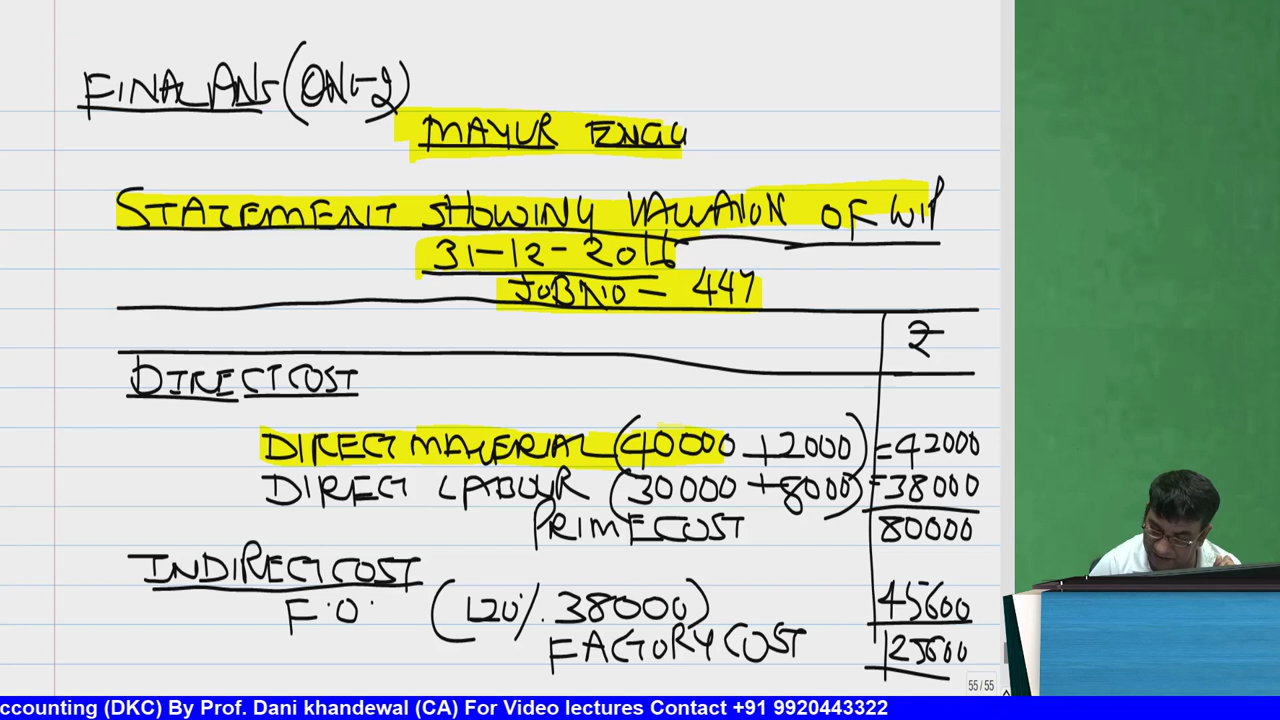 FINAL ANS (ON1-2)
MAYUR ENGG
STATEMENT SHOWING VALUATION OF WIP
31-12-2016
JOB NO - 447
₹
DIRECT COST
DIRECT MATERIAL (40000 + 2000) = 42000
DIRECT LABOUR (30000 + 8000) = 38000
PRIME COST 80000
INDIRECT COST
F.O. (120%. 38000) 45600
FACTORY COST 125600
55/55
ccounting (DKC) By Prof. Dani khandewal (CA) For Video lectures Contact +91 9920443322